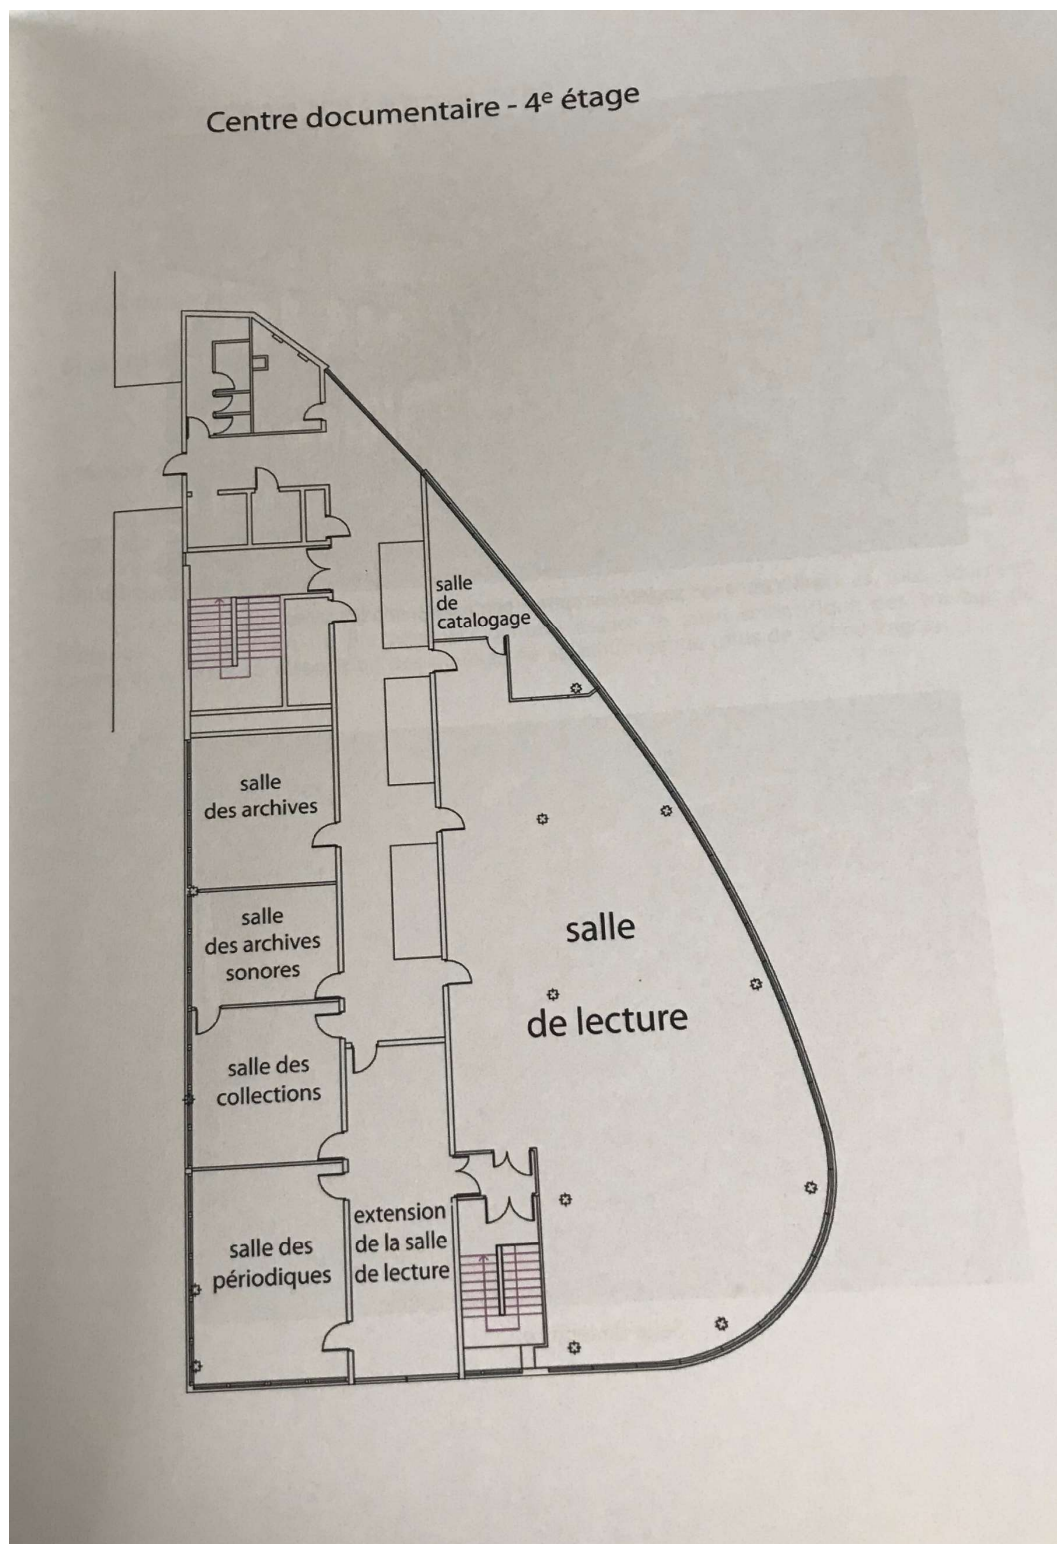 Centre documentaire - 4e étage
salle
de
catalogage
salle
des archives
salle
des archives
sonores
salle
de lecture
salle des
collections
extension
de la salle
de lecture
salle des
périodiques